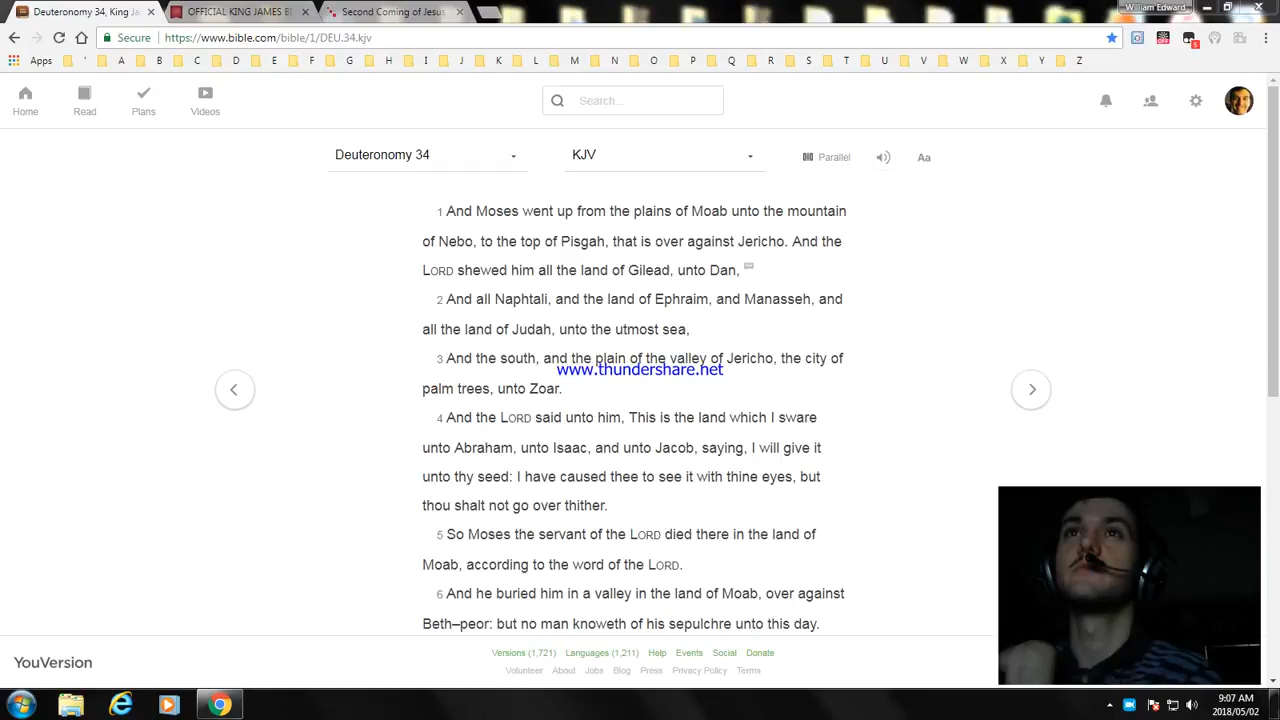 Deuteronomy 34, King Ja
OFFICIAL KING JAMES BI
Second Coming of Jesus
William Edward
Secure
https://www.bible.com/bible/1/DEU.34.kjv
5
Apps ' A B C D E F G H I J K L M N O P Q R S T U V W X Y Z
Home Read Plans Videos
Search...
Deuteronomy 34
KJV
Parallel
Aa
1 And Moses went up from the plains of Moab unto the mountain
of Nebo, to the top of Pisgah, that is over against Jericho. And the
LORD shewed him all the land of Gilead, unto Dan,
2 And all Naphtali, and the land of Ephraim, and Manasseh, and
all the land of Judah, unto the utmost sea,
3 And the south, and the plain of the valley of Jericho, the city of
www.thundershare.net
palm trees, unto Zoar.
4 And the LORD said unto him, This is the land which I sware
unto Abraham, unto Isaac, and unto Jacob, saying, I will give it
unto thy seed: I have caused thee to see it with thine eyes, but
thou shalt not go over thither.
5 So Moses the servant of the LORD died there in the land of
Moab, according to the word of the LORD.
6 And he buried him in a valley in the land of Moab, over against
Beth–peor: but no man knoweth of his sepulchre unto this day.
YouVersion
Versions (1,721) Languages (1,211) Help Events Social Donate
Volunteer About Jobs Blog Press Privacy Policy Terms
9:07 AM
2018/05/02